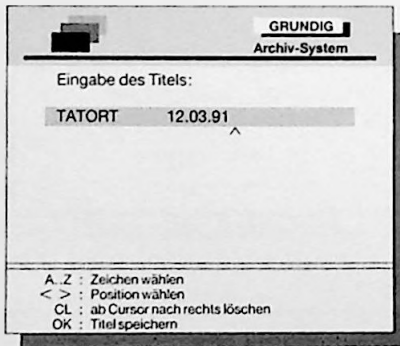 GRUNDIG
Archiv-System
Eingabe des Titels:
TATORT 12.03.91
^
A..Z : Zeichen wählen
< > : Position wählen
CL : ab Cursor nach rechts löschen
OK : Titel speichern